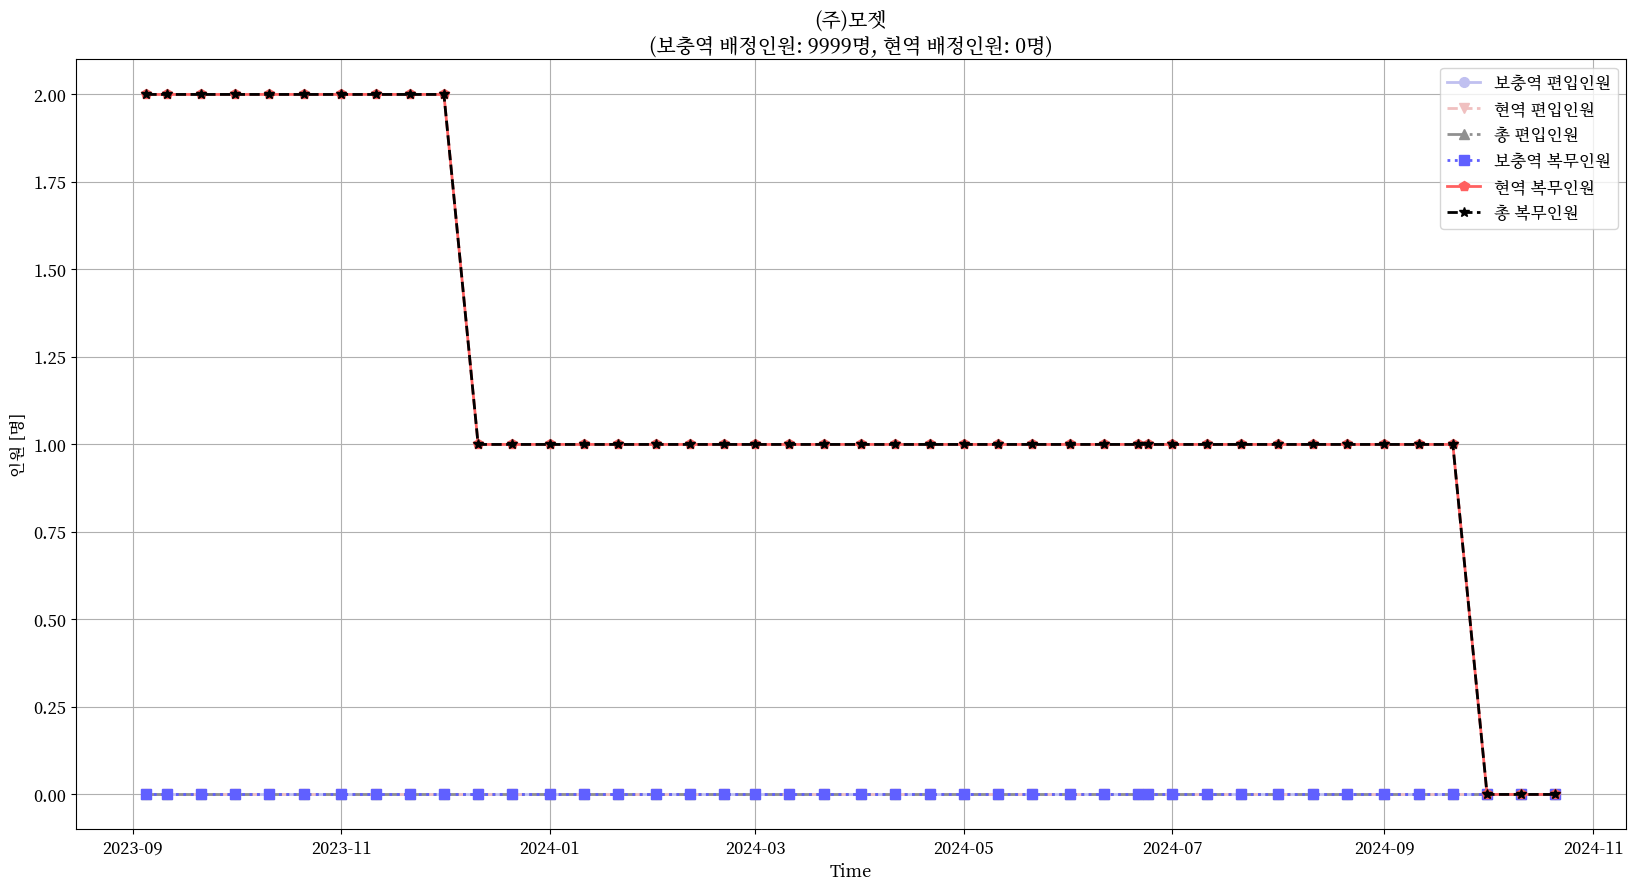 (주)모젯
(보충역 배정인원: 9999명, 현역 배정인원: 0명)
보충역 편입인원
현역 편입인원
총 편입인원
보충역 복무인원
현역 복무인원
총 복무인원
인원 [명]
2.00
1.75
1.50
1.25
1.00
0.75
0.50
0.25
0.00
2023-09 2023-11 2024-01 2024-03 2024-05 2024-07 2024-09 2024-11
Time